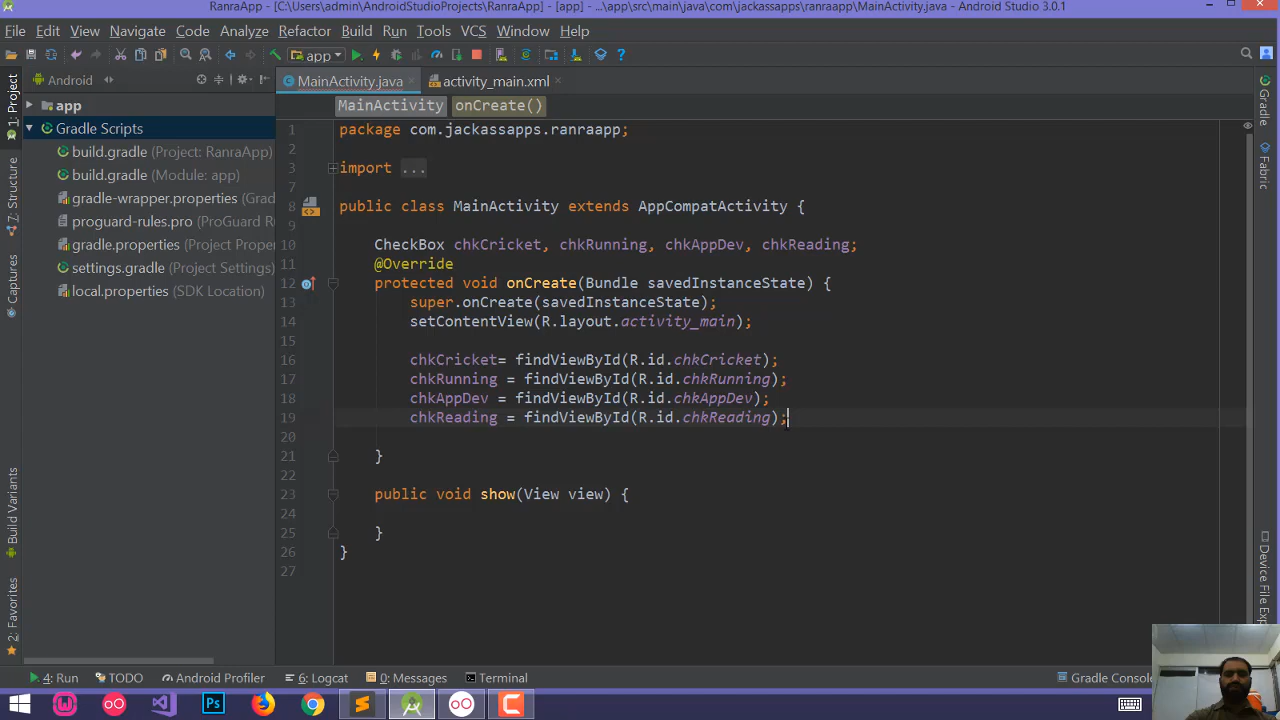 RanraApp - [C:\Users\admin\AndroidStudioProjects\RanraApp] - [app] - ...\app\src\main\java\com\jackassapps\ranraapp\MainActivity.java - Android Studio 3.0.1
File Edit View Navigate Code Analyze Refactor Build Run Tools VCS Window Help
app
Android
MainActivity.java
activity_main.xml
MainActivity
onCreate()
1: Project
7: Structure
Captures
Build Variants
2: Favorites
app
Gradle Scripts
build.gradle (Project: RanraApp)
build.gradle (Module: app)
gradle-wrapper.properties (Grad
proguard-rules.pro (ProGuard R
gradle.properties (Project Proper
settings.gradle (Project Settings)
local.properties (SDK Location)
1 package com.jackassapps.ranraapp;
2
3 import ...
7
8 public class MainActivity extends AppCompatActivity {
9
10 CheckBox chkCricket, chkRunning, chkAppDev, chkReading;
11 @Override
12 protected void onCreate(Bundle savedInstanceState) {
13 super.onCreate(savedInstanceState);
14 setContentView(R.layout.activity_main);
15
16 chkCricket= findViewById(R.id.chkCricket);
17 chkRunning = findViewById(R.id.chkRunning);
18 chkAppDev = findViewById(R.id.chkAppDev);
19 chkReading = findViewById(R.id.chkReading);
20
21 }
22
23 public void show(View view) {
24
25 }
26 }
27
Gradle
Fabric
Device File Exp
4: Run TODO Android Profiler 6: Logcat 0: Messages Terminal Gradle Conso